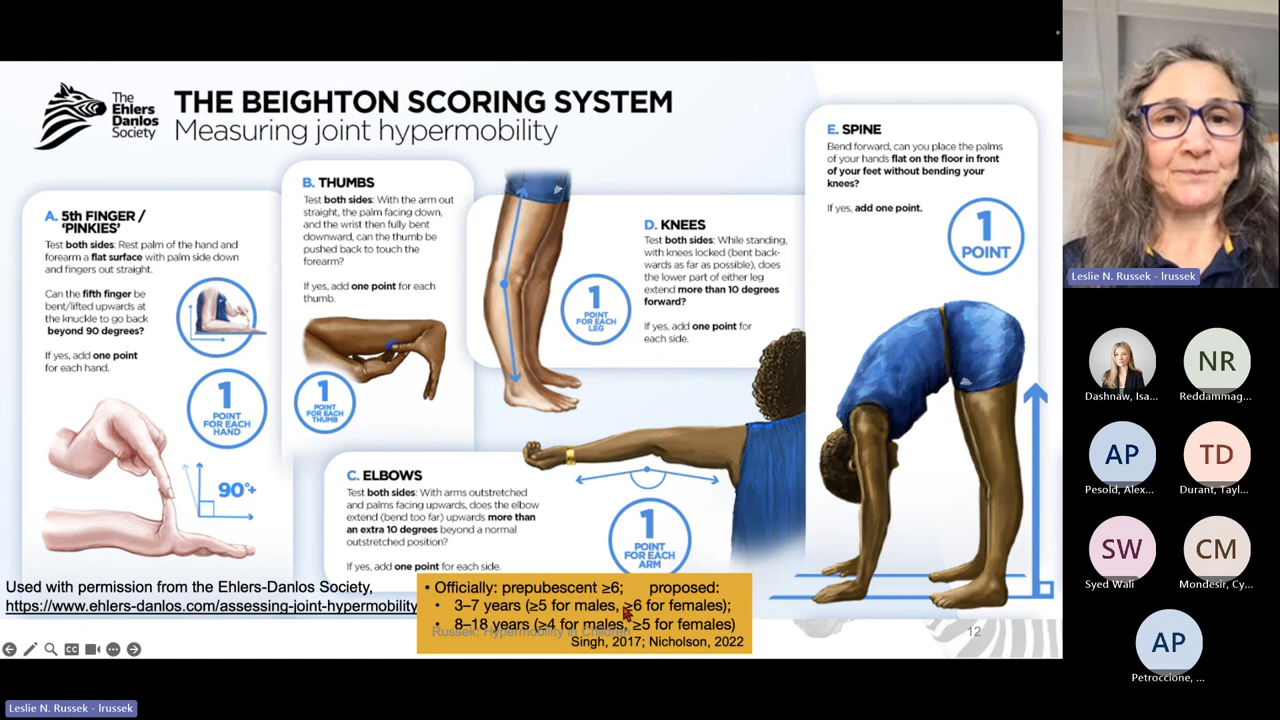 The
Ehlers
Danlos
Society
THE BEIGHTON SCORING SYSTEM
Measuring joint hypermobility
A. 5th FINGER /
‘PINKIES’
Test both sides: Rest palm of the hand and
forearm a flat surface with palm side down
and fingers out straight.
Can the fifth finger be
bent/lifted upwards at
the knuckle to go back
beyond 90 degrees?
If yes, add one point
for each hand.
1
POINT
FOR EACH
HAND
90°+
B. THUMBS
Test both sides: With the arm out
straight, the palm facing down,
and the wrist then fully bent
downward, can the thumb be
pushed back to touch the
forearm?
If yes, add one point for each
thumb.
1
POINT
FOR EACH
THUMB
C. ELBOWS
Test both sides: With arms outstretched
and palms facing upwards, does the elbow
extend (bend too far) upwards more than
an extra 10 degrees beyond a normal
outstretched position?
If yes, add one point for each side.
1
POINT
FOR EACH
ARM
D. KNEES
Test both sides: While standing,
with knees locked (bent back-
wards as far as possible), does
the lower part of either leg
extend more than 10 degrees
forward?
If yes, add one point for
each side.
1
POINT
FOR EACH
LEG
E. SPINE
Bend forward, can you place the palms
of your hands flat on the floor in front
of your feet without bending your
knees?
If yes, add one point.
1
POINT
Used with permission from the Ehlers-Danlos Society,
https://www.ehlers-danlos.com/assessing-joint-hypermobility
• Officially: prepubescent ≥6; proposed:
• 3–7 years (≥5 for males, ≥6 for females);
• 8–18 years (≥4 for males, ≥5 for females)
Russek: Hypermobility in Children
Singh, 2017; Nicholson, 2022
12
CC
Leslie N. Russek - lrussek
Leslie N. Russek - lrussek
Dashnaw, Isa...
NR
Reddammag...
AP
Pesold, Alex...
TD
Durant, Tayl...
SW
Syed Wali
CM
Mondesir, Cy...
AP
Petroccione, ...